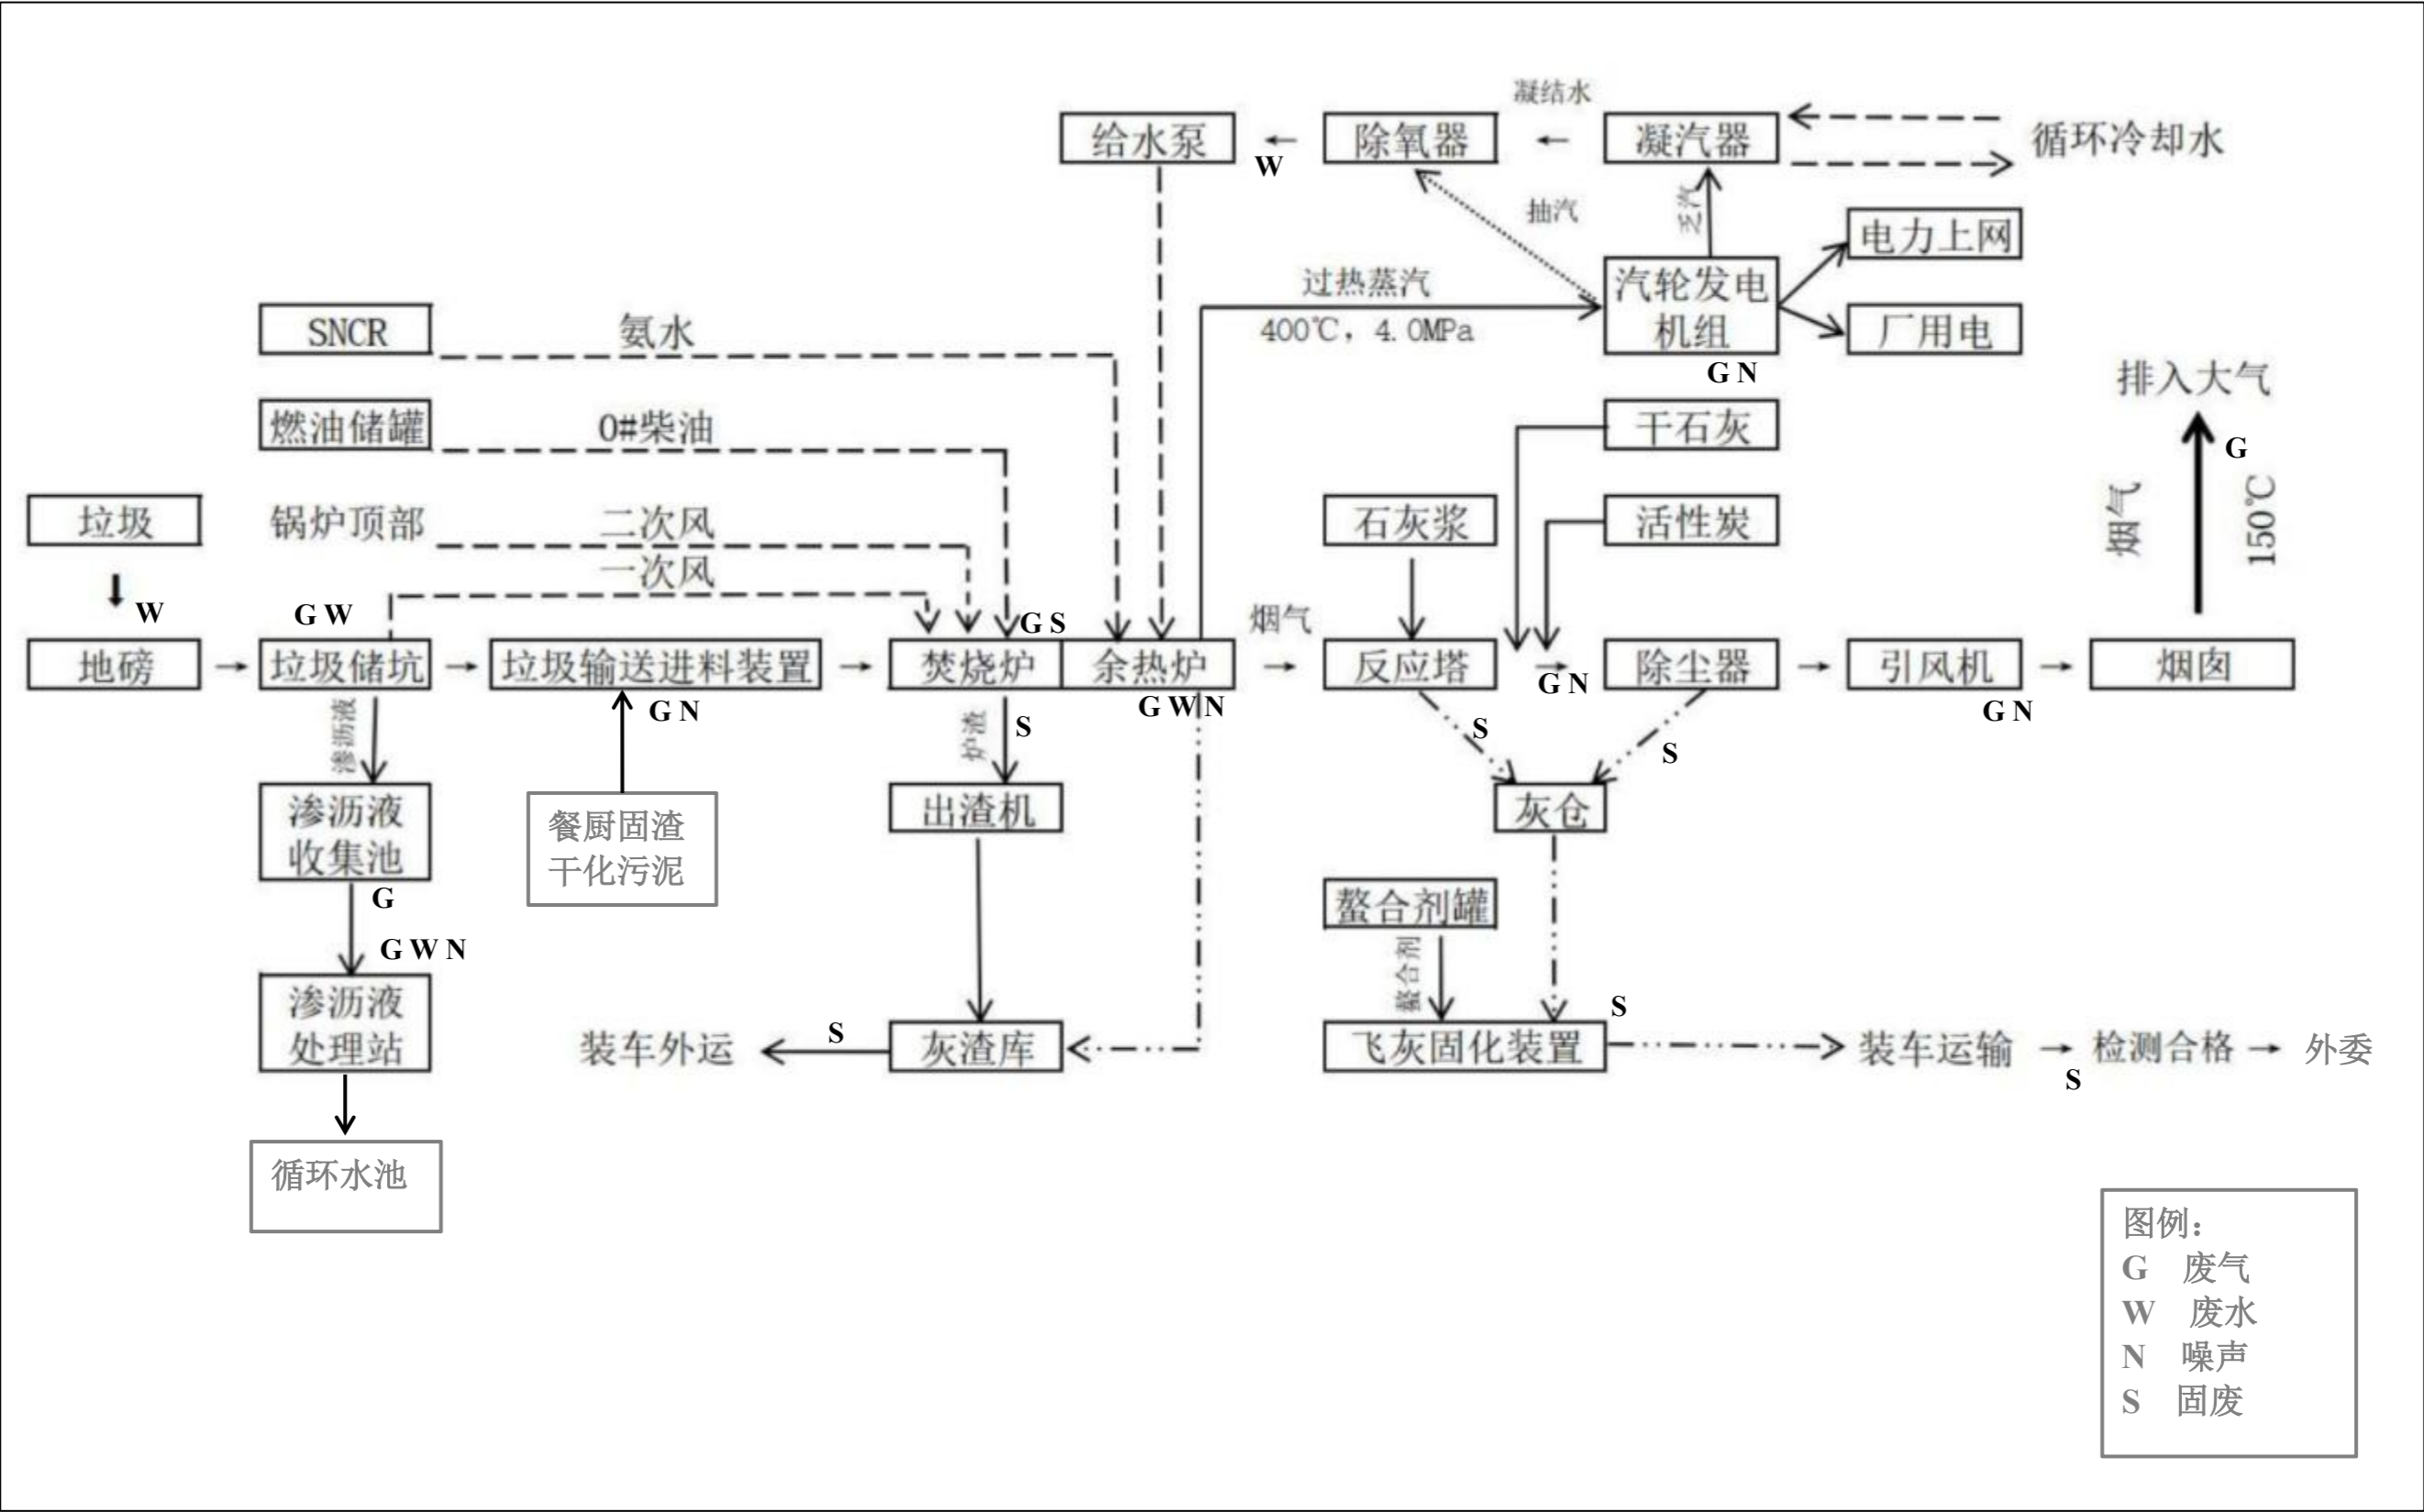 凝结水
给水泵
除氧器
凝汽器
循环冷却水
W
抽汽
乏汽
电力上网
过热蒸汽
400℃，4.0MPa
汽轮发电
机组
厂用电
G N
SNCR
氨水
排入大气
燃油储罐
0#柴油
干石灰
G
垃圾
锅炉顶部
二次风
石灰浆
活性炭
烟气
150℃
一次风
W
G W
G S
烟气
地磅
垃圾储坑
垃圾输送进料装置
焚烧炉
余热炉
反应塔
除尘器
引风机
烟囱
G N
G W N
G N
G N
渗沥液
炉渣
S
S
S
渗沥液
收集池
餐厨固渣
干化污泥
出渣机
灰仓
G
螯合剂罐
G W N
螯合剂
渗沥液
处理站
装车外运
S
灰渣库
飞灰固化装置
S
装车运输
S
检测合格
外委
循环水池
图例：
G 废气
W 废水
N 噪声
S 固废